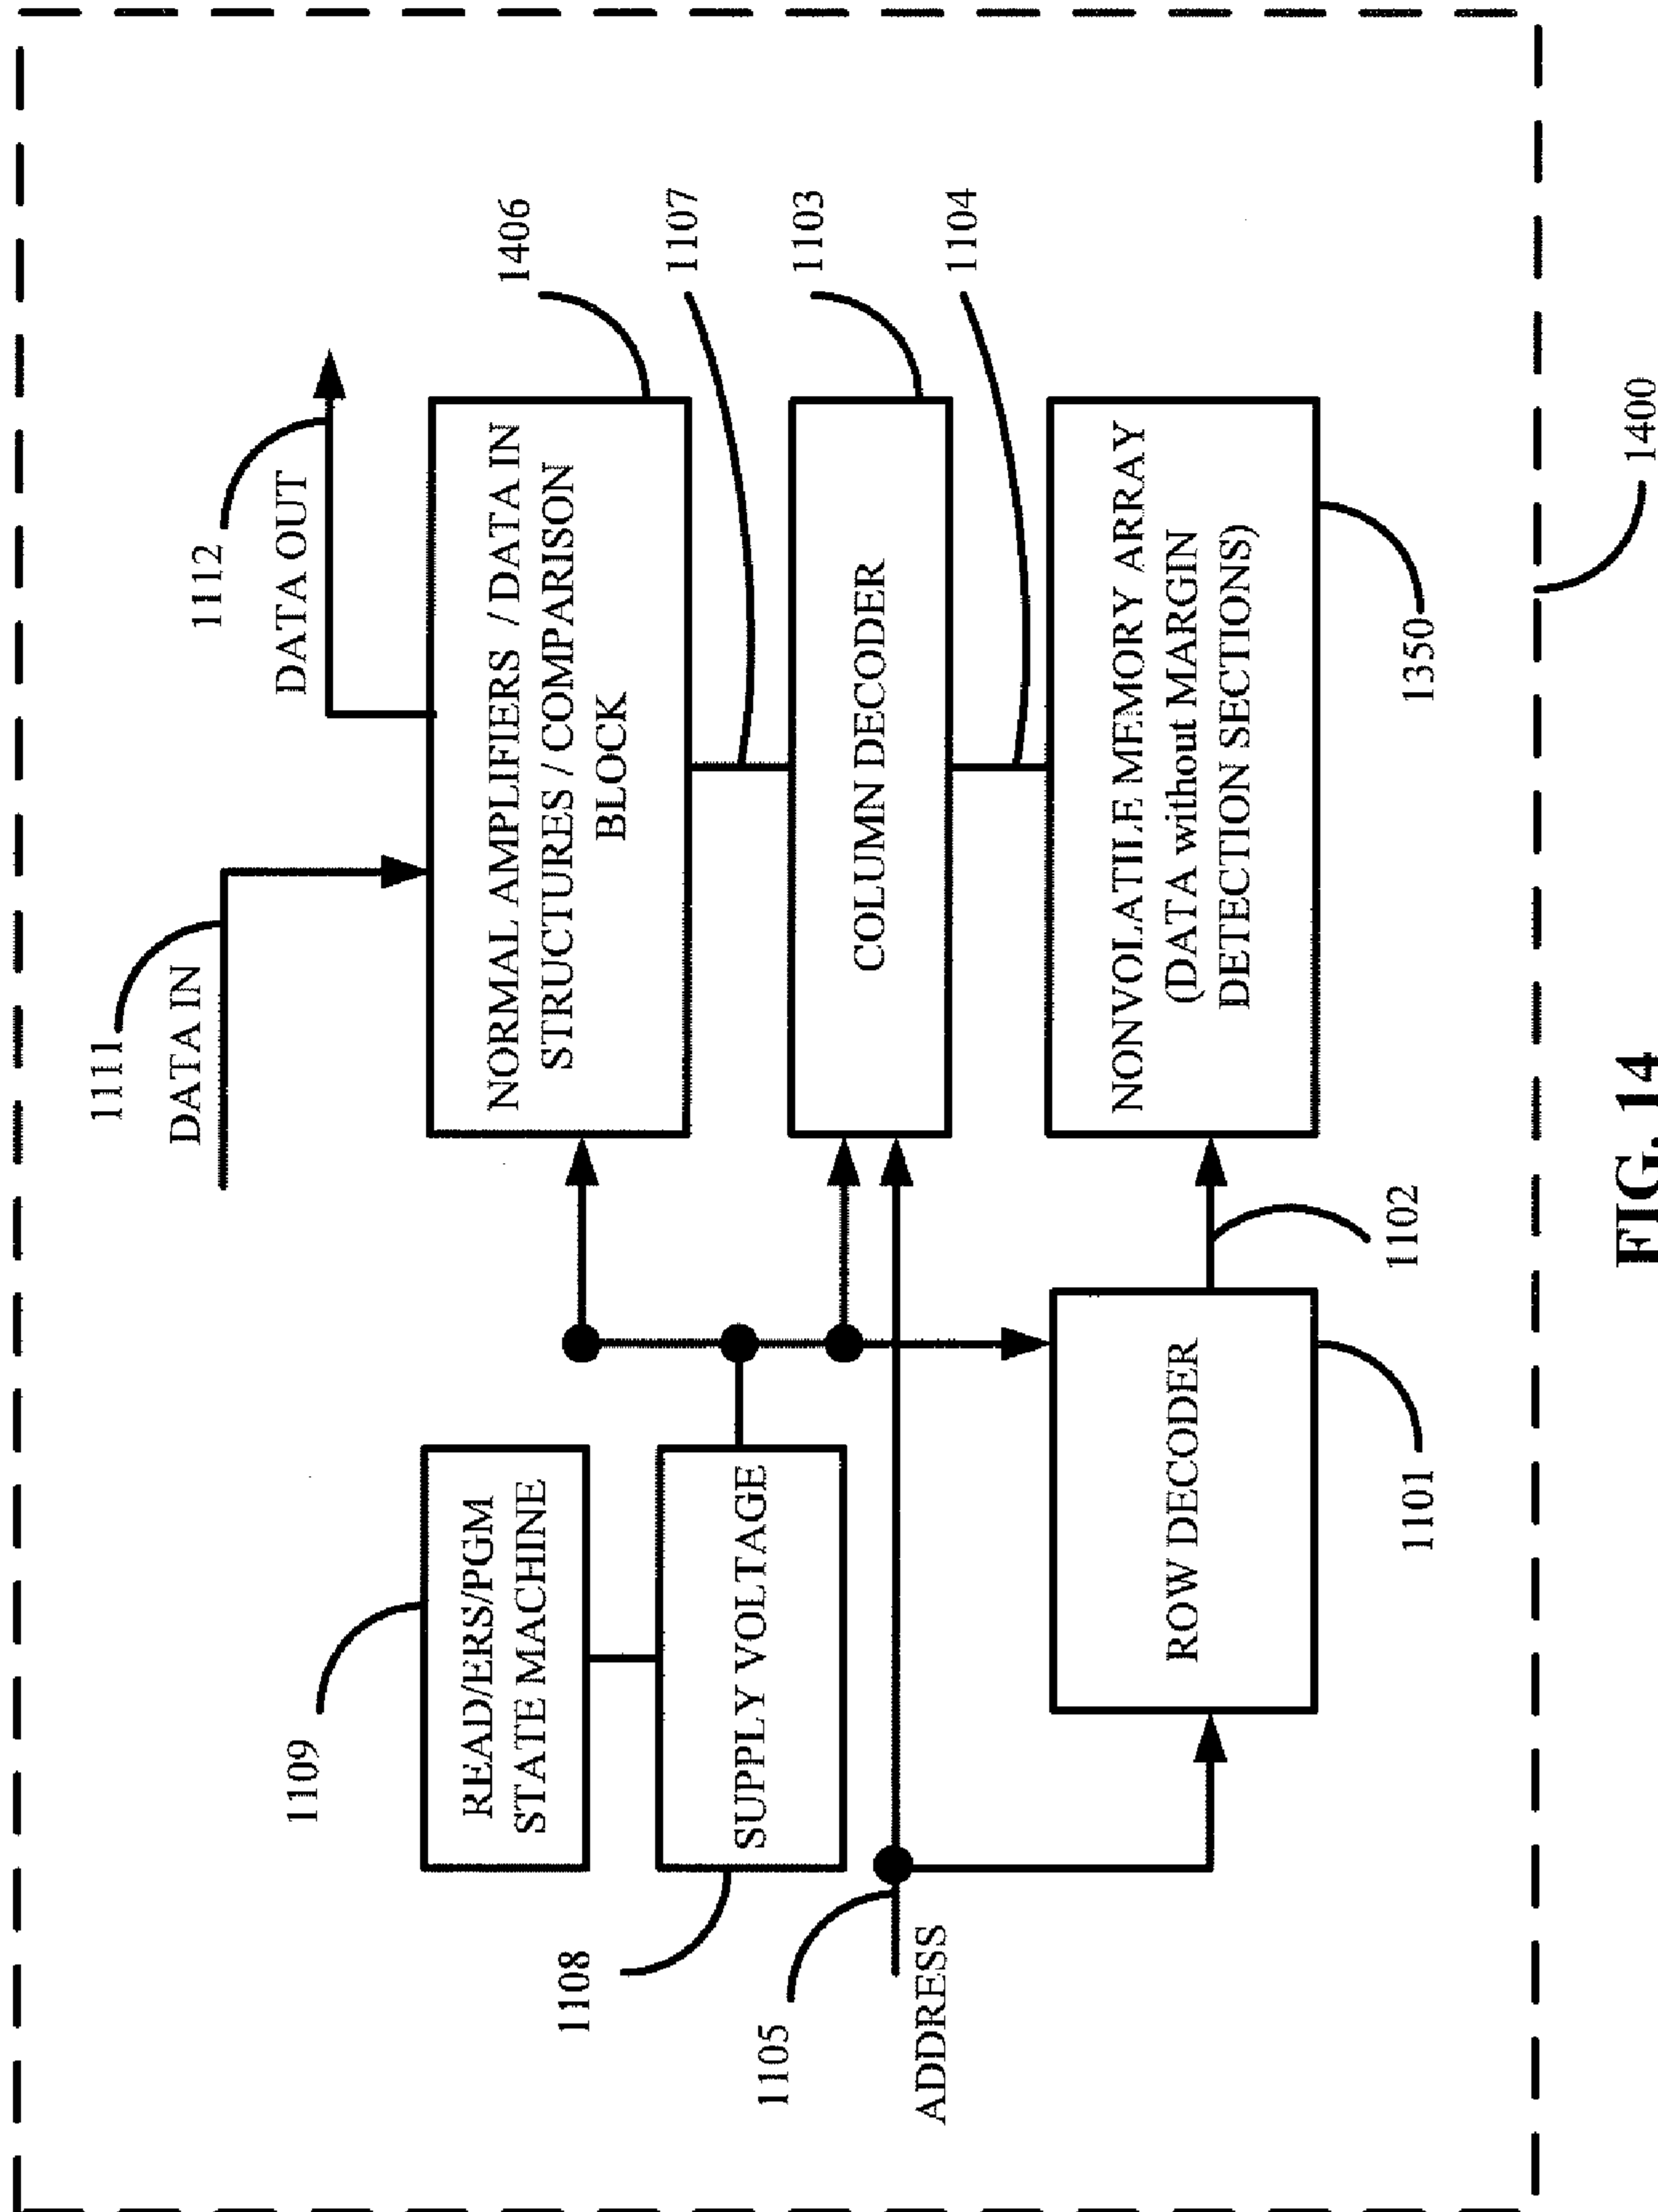 1111
DATA IN
1112
DATA OUT
1109
READ/ERS/PGM
STATE MACHINE
NORMAL AMPLIFIERS /DATA IN
STRUCTURES / COMPARISON
BLOCK
1406
1107
1108
SUPPLY VOLTAGE
COLUMN DECODER
1103
1105
ADDRESS
1104
ROW DECODER
1101
1102
NONVOLATILE MEMORY ARRAY
(DATA without MARGIN
DETECTION SECTIONS)
1350
1400
FIG. 14